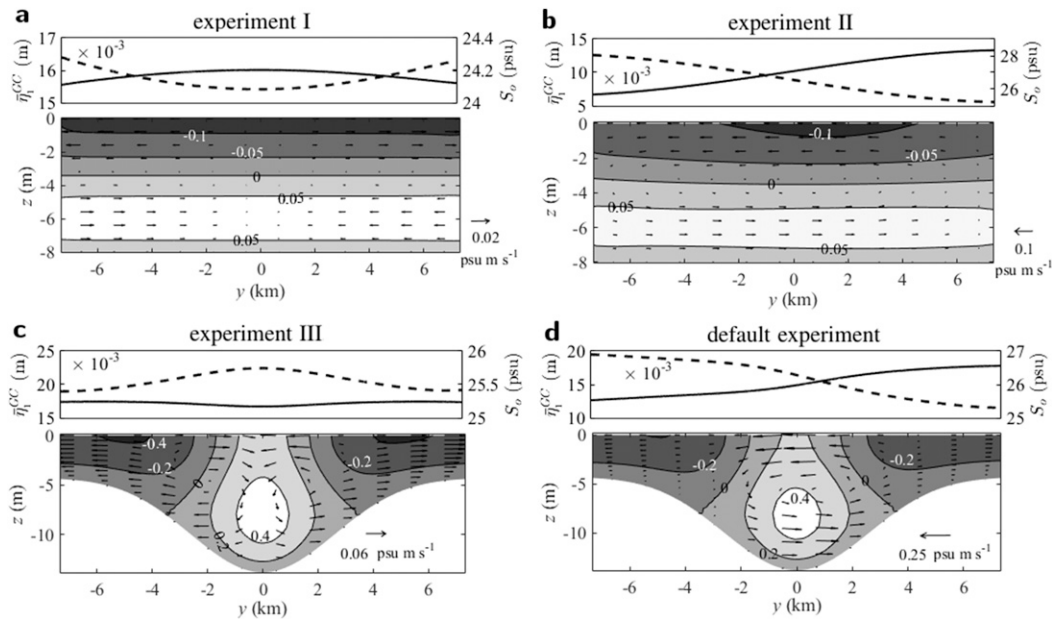 a experiment I
17
16
15
η̄₁^GC (m)
× 10⁻³
24.4
24.2
24
Sₒ (psu)
0
-2
-4
-6
-8
z (m)
-0.1
-0.05
0
0.05
0.05
0.02
psu m s⁻¹
-6 -4 -2 0 2 4 6
y (km)
b experiment II
15
10
5
η̄₁^GC (m)
× 10⁻³
28
26
Sₒ (psu)
0
-2
-4
-6
-8
z (m)
-0.1
-0.05
0
0.05
0.05
0.1
psu m s⁻¹
-6 -4 -2 0 2 4 6
y (km)
c experiment III
25
20
15
η̄₁^GC (m)
× 10⁻³
26
25.5
25
Sₒ (psu)
0
-5
-10
z (m)
-0.4
-0.2
-0.2
0
0.4
0.2
0.06 psu m s⁻¹
-6 -4 -2 0 2 4 6
y (km)
d default experiment
20
15
10
η̄₁^GC (m)
× 10⁻³
27
26
25
Sₒ (psu)
0
-5
-10
z (m)
-0.2
-0.2
0
0.4
0.2
0.25 psu m s⁻¹
-6 -4 -2 0 2 4 6
y (km)